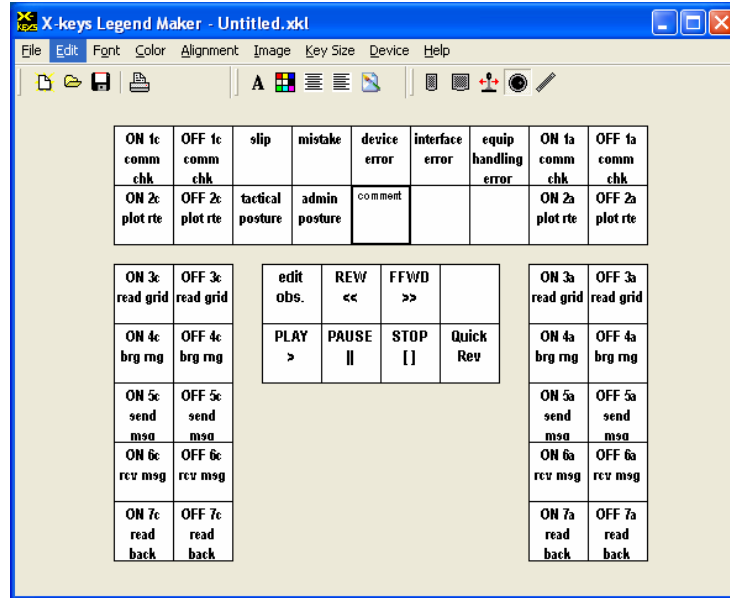 X-KEYS X-keys Legend Maker - Untitled.xkl
File Edit Font Color Alignment Image Key Size Device Help
A
ON 1c OFF 1c slip mistake device interface equip ON 1a OFF 1a
comm comm error error handling comm comm
chk chk error chk chk
ON 2c OFF 2c tactical admin comment ON 2a OFF 2a
plot rte plot rte posture posture plot rte plot rte
ON 3c OFF 3c edit REW FFWD ON 3a OFF 3a
read grid read grid obs. << >> read grid read grid
ON 4c OFF 4c PLAY PAUSE STOP Quick ON 4a OFF 4a
brg rng brg rng > || [ ] Rev brg rng brg rng
ON 5c OFF 5c ON 5a OFF 5a
send send send send
msg msg msg msg
ON 6c OFF 6c ON 6a OFF 6a
rcv msg rcv msg rcv msg rcv msg
ON 7c OFF 7c ON 7a OFF 7a
read read read read
back back back back